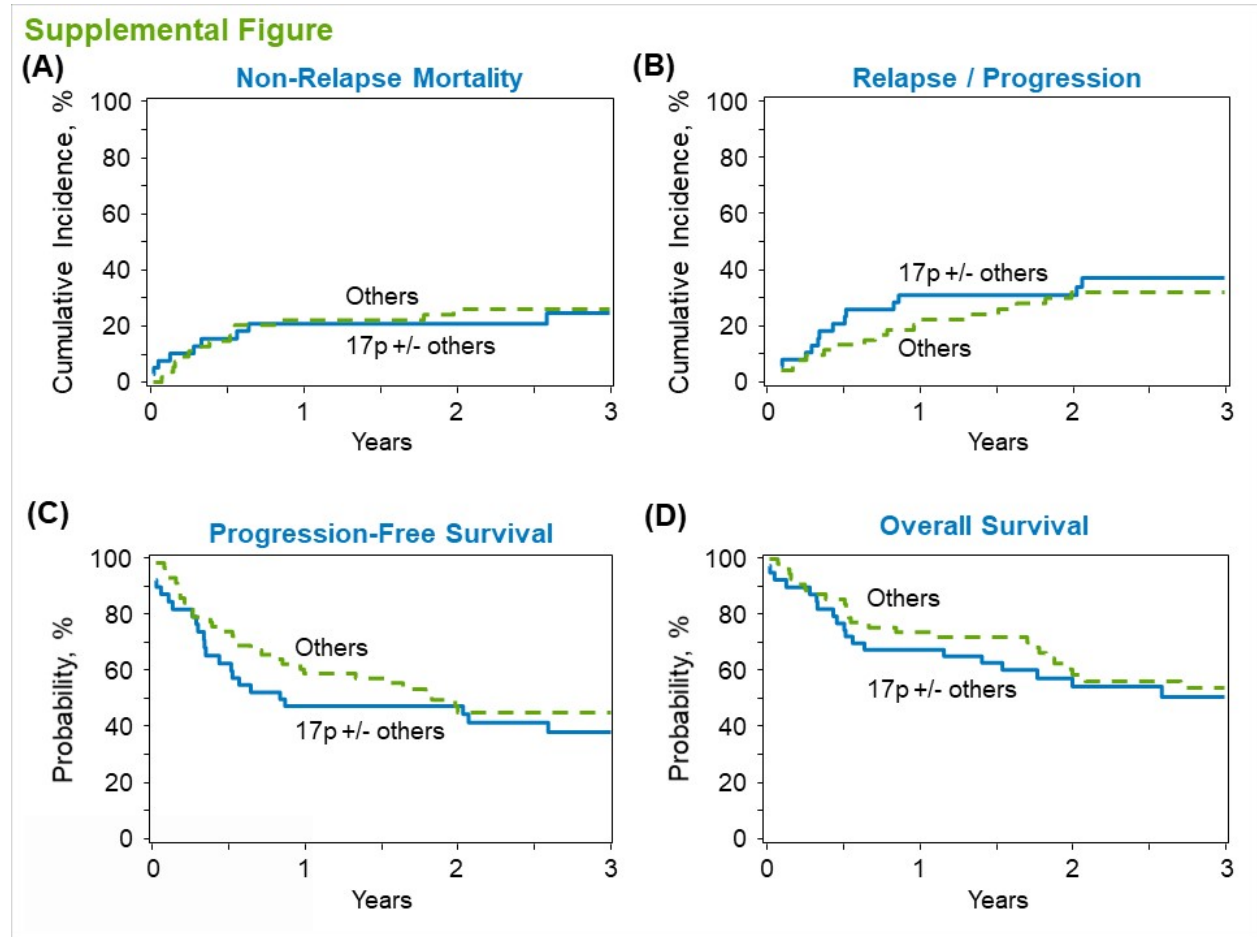 Supplemental Figure
(A)
Non-Relapse Mortality
Cumulative Incidence, %
100
80
60
40
20
0
Others
17p +/- others
0 1 2 3
Years
(B)
Relapse / Progression
Cumulative Incidence, %
100
80
60
40
20
0
17p +/- others
Others
0 1 2 3
Years
(C)
Progression-Free Survival
Probability, %
100
80
60
40
20
0
Others
17p +/- others
0 1 2 3
Years
(D)
Overall Survival
Probability, %
100
80
60
40
20
0
Others
17p +/- others
0 1 2 3
Years